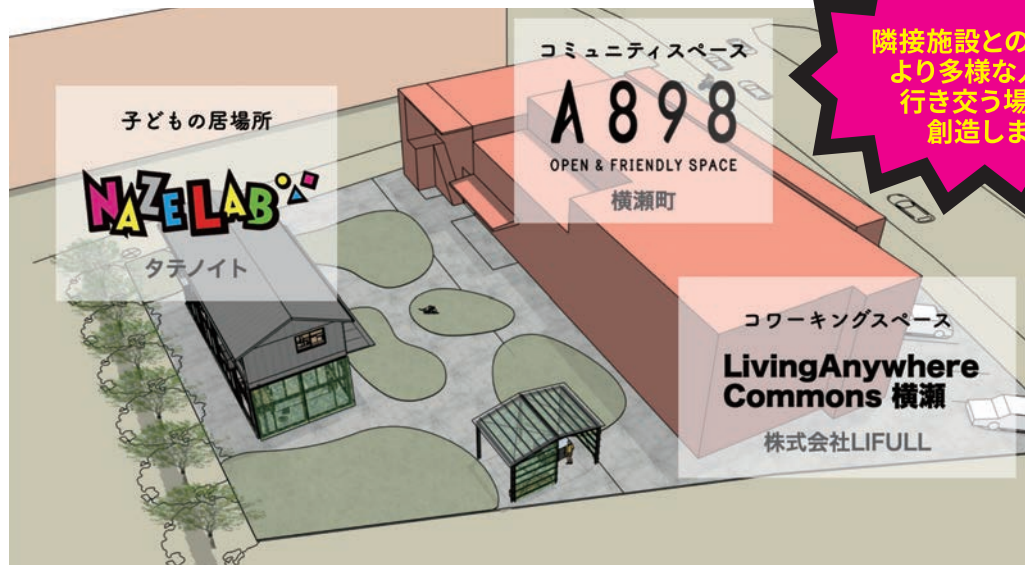 子どもの居場所
NAZELAB
タテノイト
コミュニティスペース
A898
OPEN & FRIENDLY SPACE
横瀬町
コワーキングスペース
LivingAnywhere
Commons 横瀬
株式会社LIFULL
隣接施設との
より多様な
行き交う場
創造しま